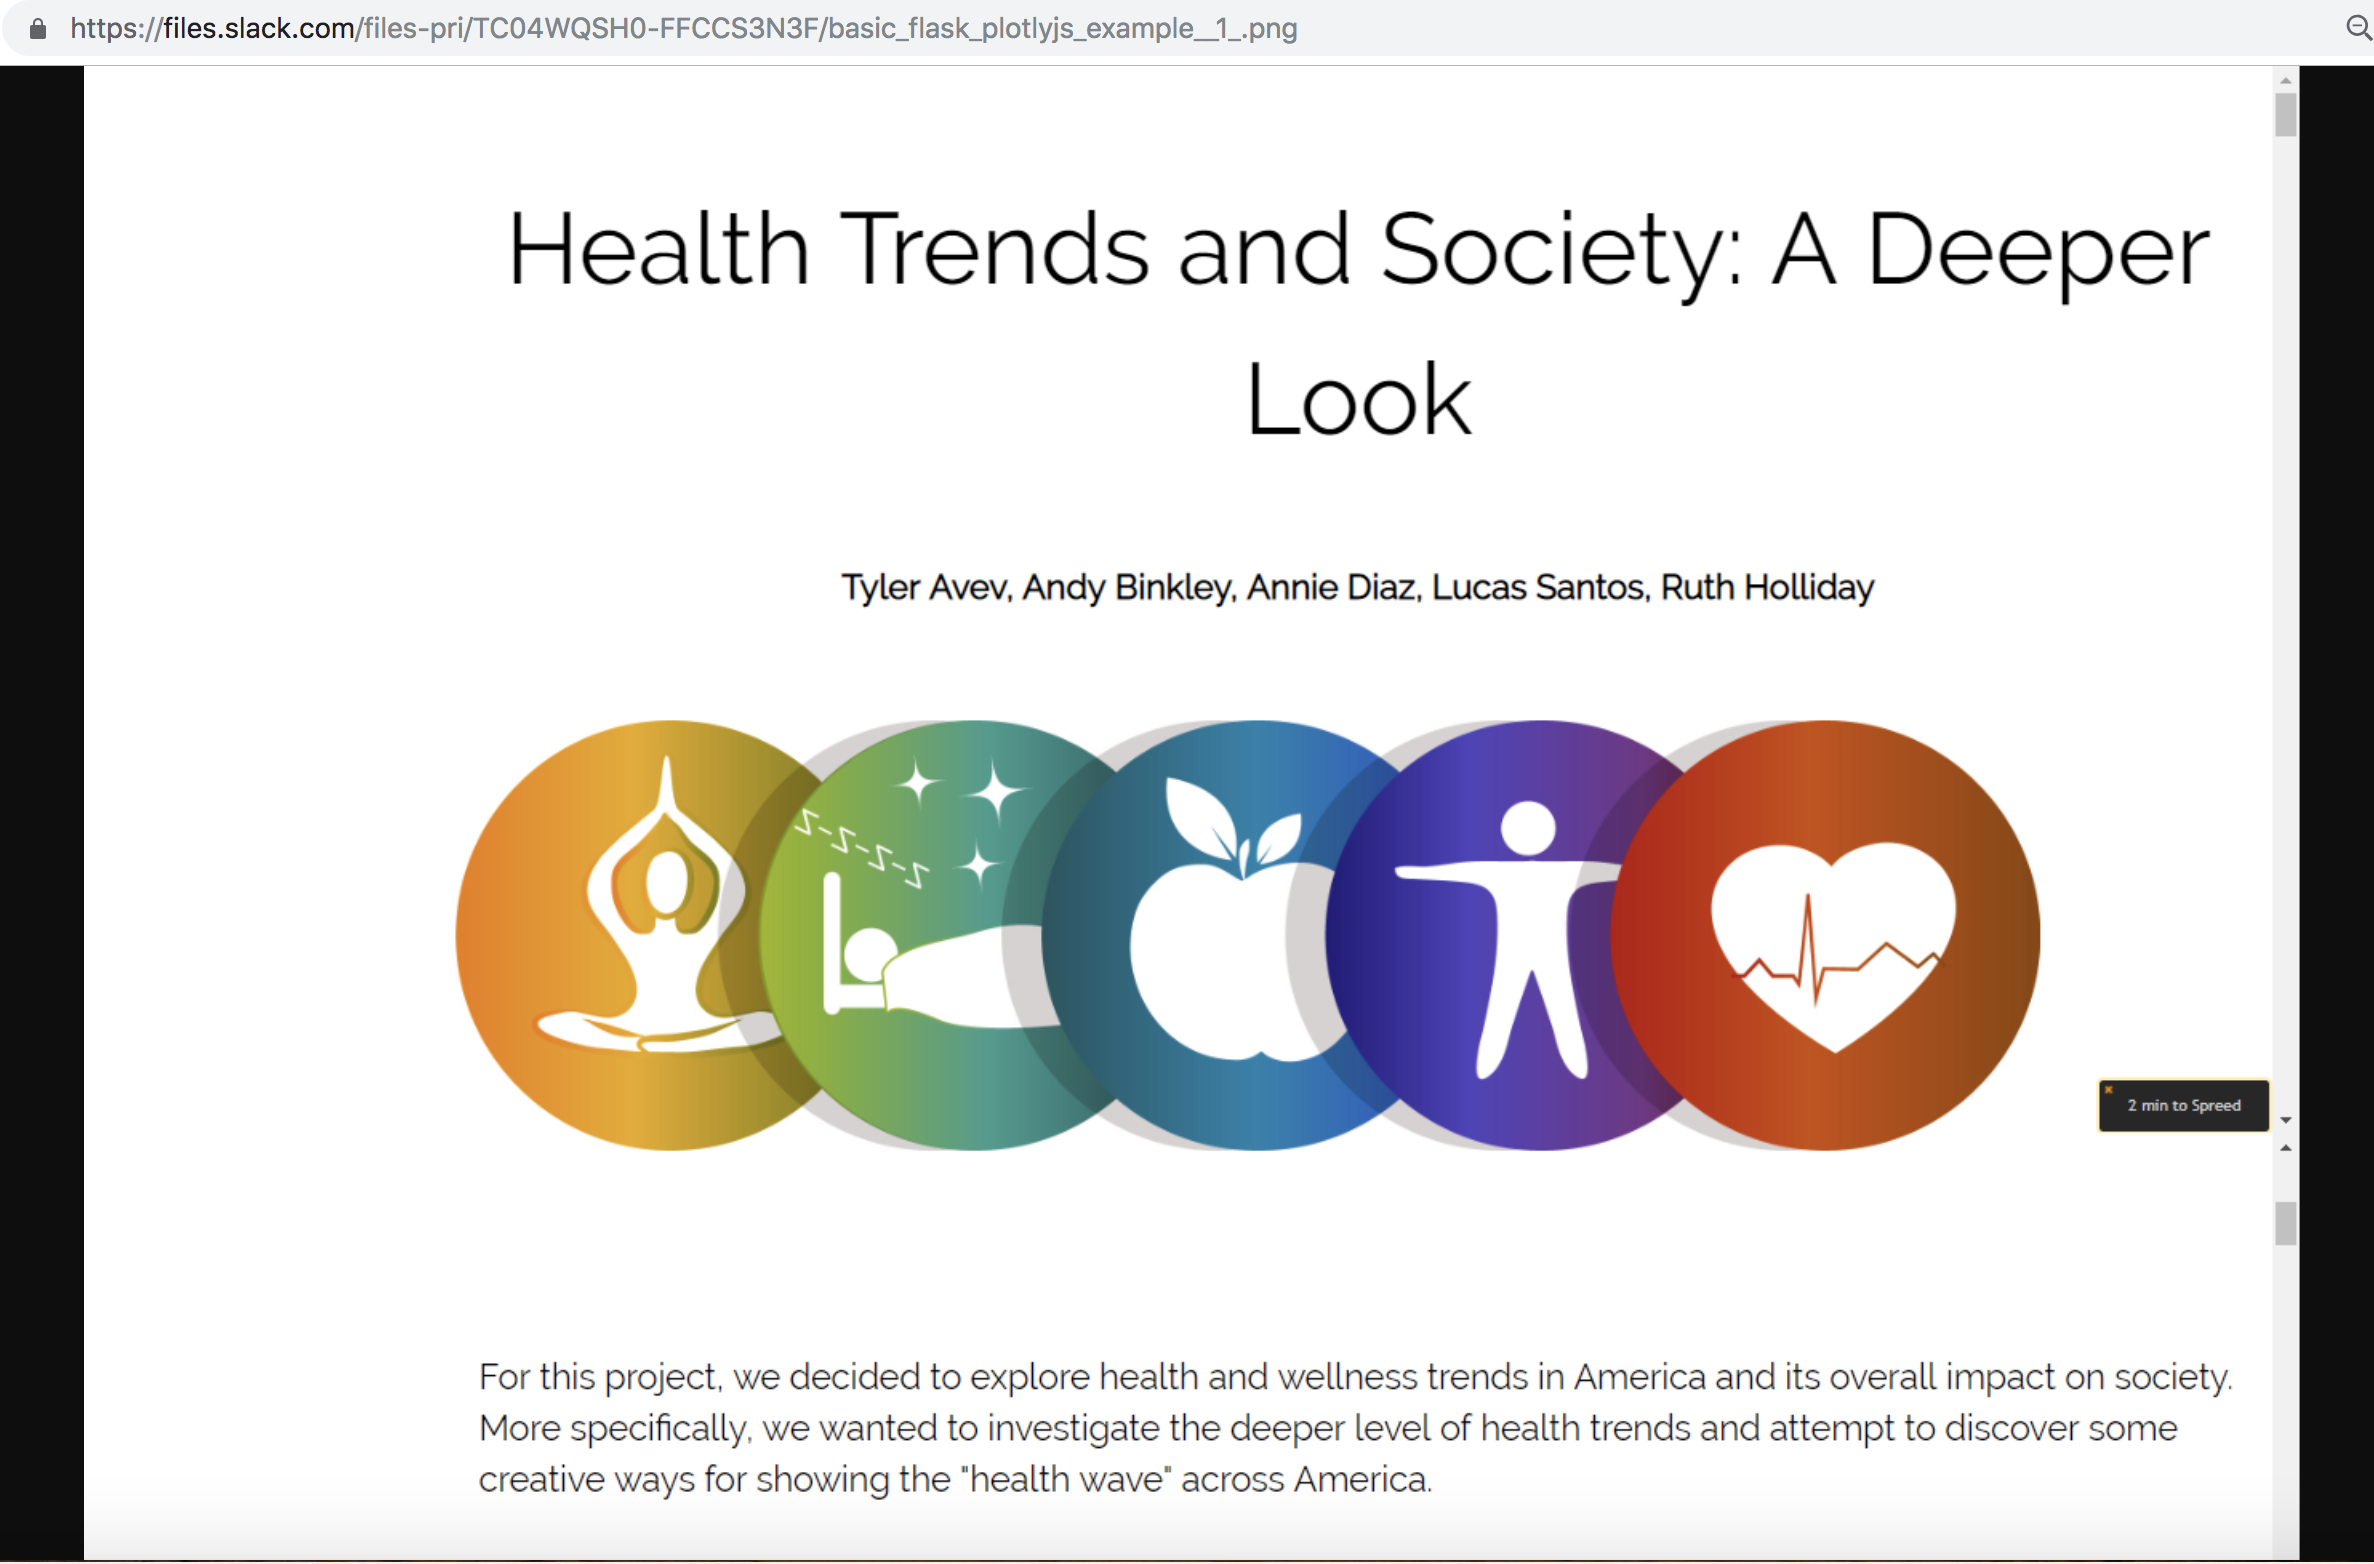 https://files.slack.com/files-pri/TC04WQSH0-FFCCS3N3F/basic_flask_plotlyjs_example__1_.png
Health Trends and Society: A Deeper
Look
Tyler Avev, Andy Binkley, Annie Diaz, Lucas Santos, Ruth Holliday
2 min to Spreed
For this project, we decided to explore health and wellness trends in America and its overall impact on society.
More specifically, we wanted to investigate the deeper level of health trends and attempt to discover some
creative ways for showing the "health wave" across America.